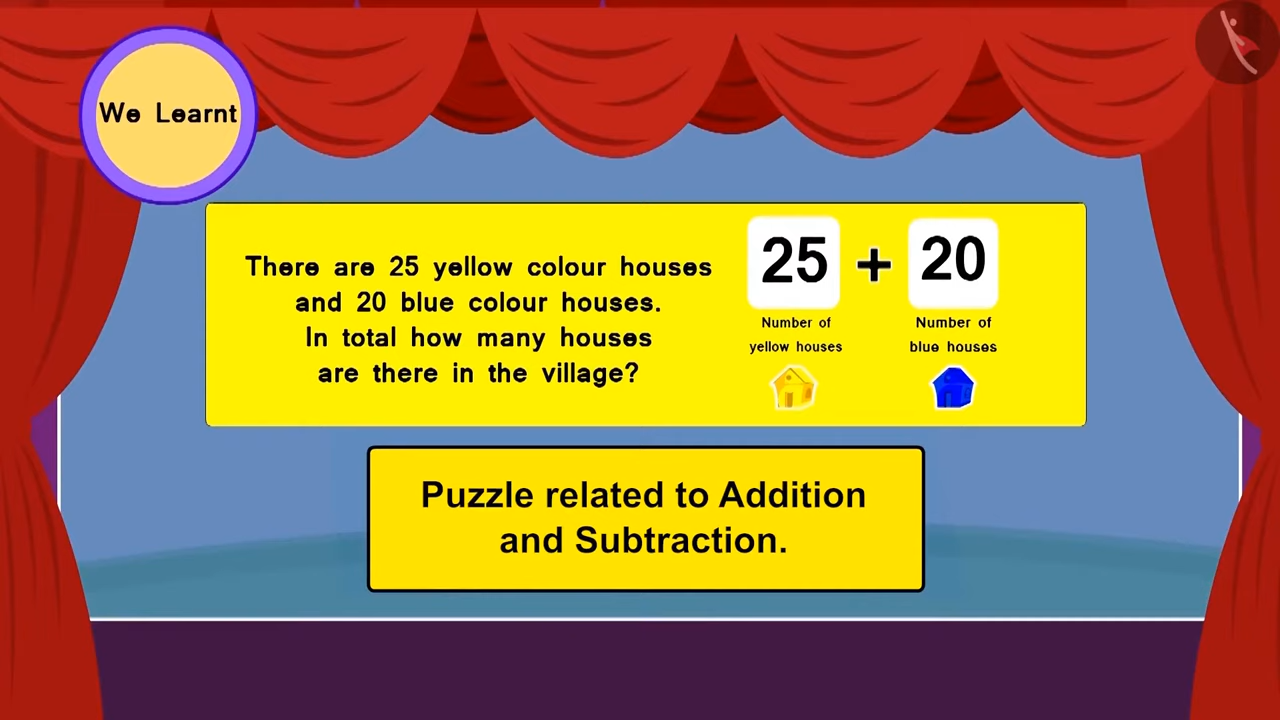 We Learnt
There are 25 yellow colour houses
and 20 blue colour houses.
In total how many houses
are there in the village?
25 + 20
Number of
yellow houses
Number of
blue houses
Puzzle related to Addition
and Subtraction.